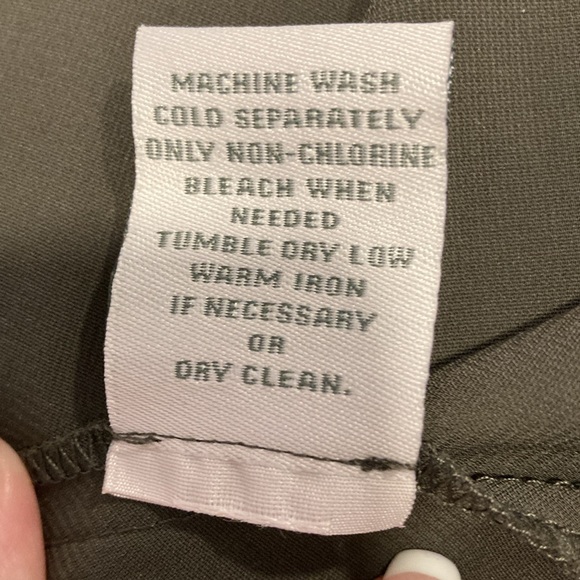 MACHINE WASH
COLD SEPARATELY
ONLY NON-CHLORINE
BLEACH WHEN
NEEDED
TUMBLE DRY LOW
WARM IRON
IF NECESSARY
OR
DRY CLEAN.